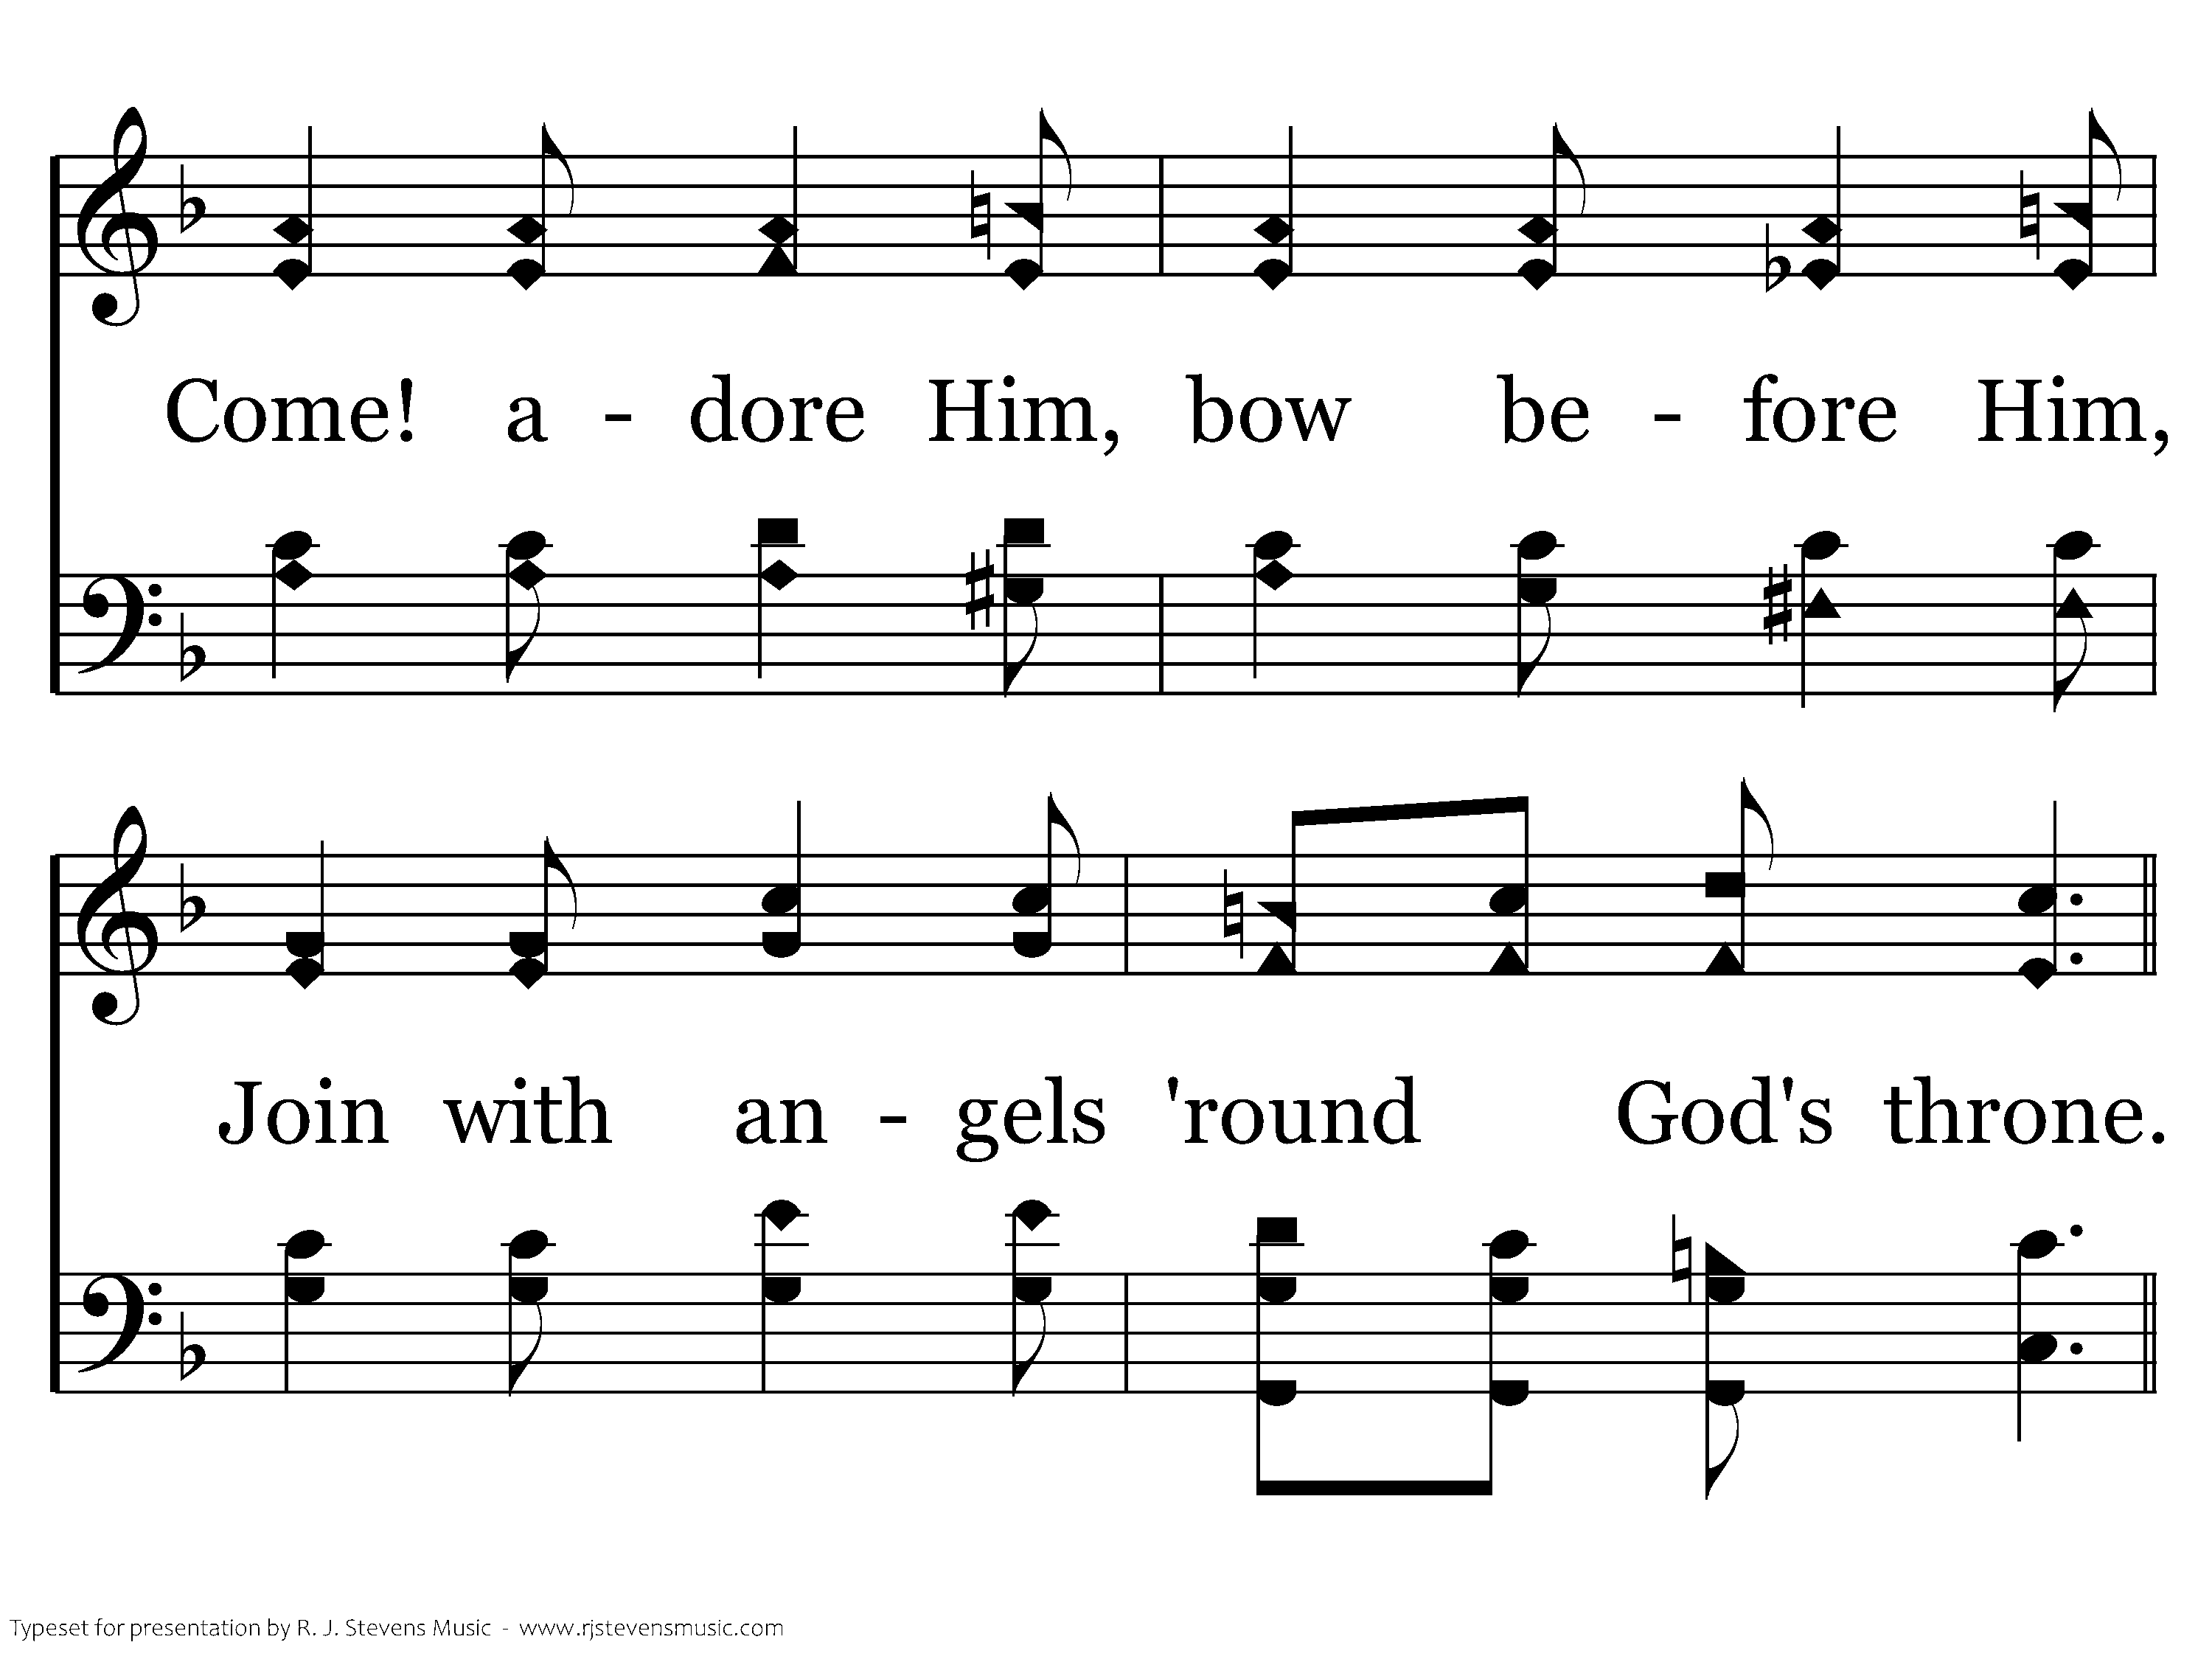 Come! a - dore Him, bow be - fore Him,
Join with an - gels 'round God's throne.
Typeset for presentation by R. J. Stevens Music - www.rjstevensmusic.com